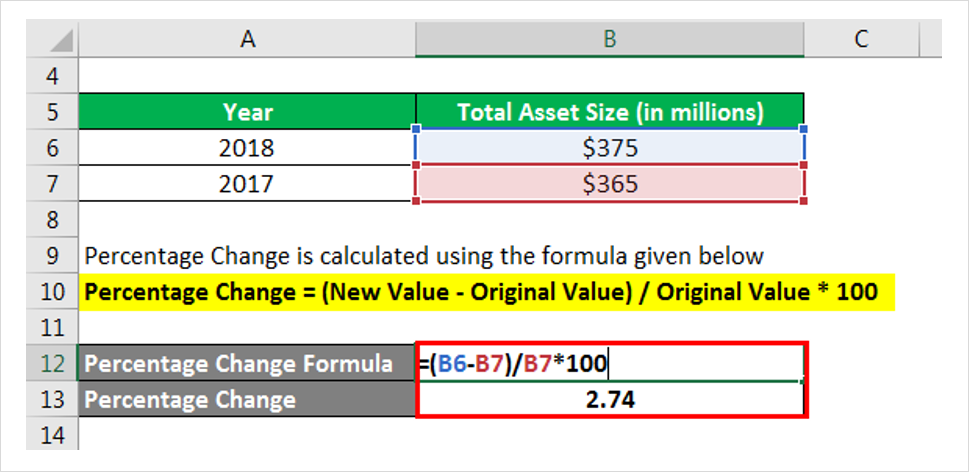 A B C
4
5 Year Total Asset Size (in millions)
6 2018 $375
7 2017 $365
8
9 Percentage Change is calculated using the formula given below
10 Percentage Change = (New Value - Original Value) / Original Value * 100
11
12 Percentage Change Formula =(B6-B7)/B7*100
13 Percentage Change 2.74
14